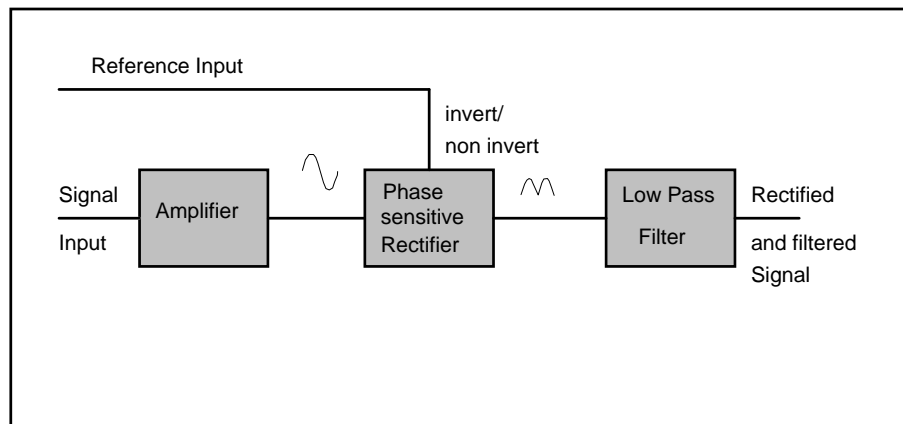 Reference Input
invert/
non invert
Signal
Input
Amplifier
Phase
sensitive
Rectifier
Low Pass
Filter
Rectified
and filtered
Signal